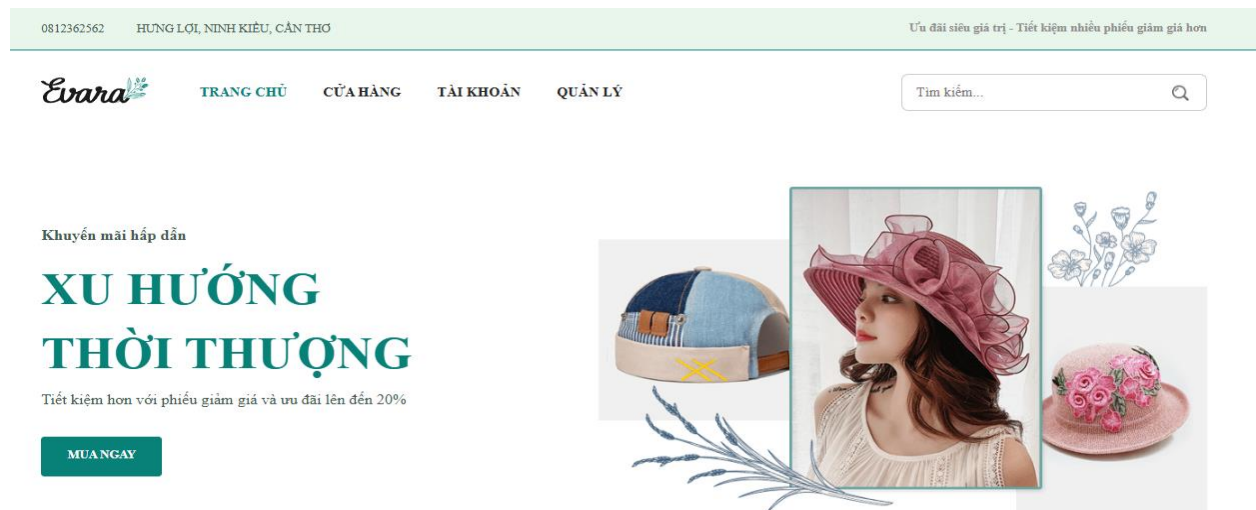 0812362562
HƯNG LỢI, NINH KIỀU, CẦN THƠ
Ưu đãi siêu giá trị - Tiết kiệm nhiều phiếu giảm giá hơn
Evara
TRANG CHỦ
CỬA HÀNG
TÀI KHOẢN
QUẢN LÝ
Tìm kiếm...
Khuyến mãi hấp dẫn
XU HƯỚNG
THỜI THƯỢNG
Tiết kiệm hơn với phiếu giảm giá và ưu đãi lên đến 20%
MUA NGAY